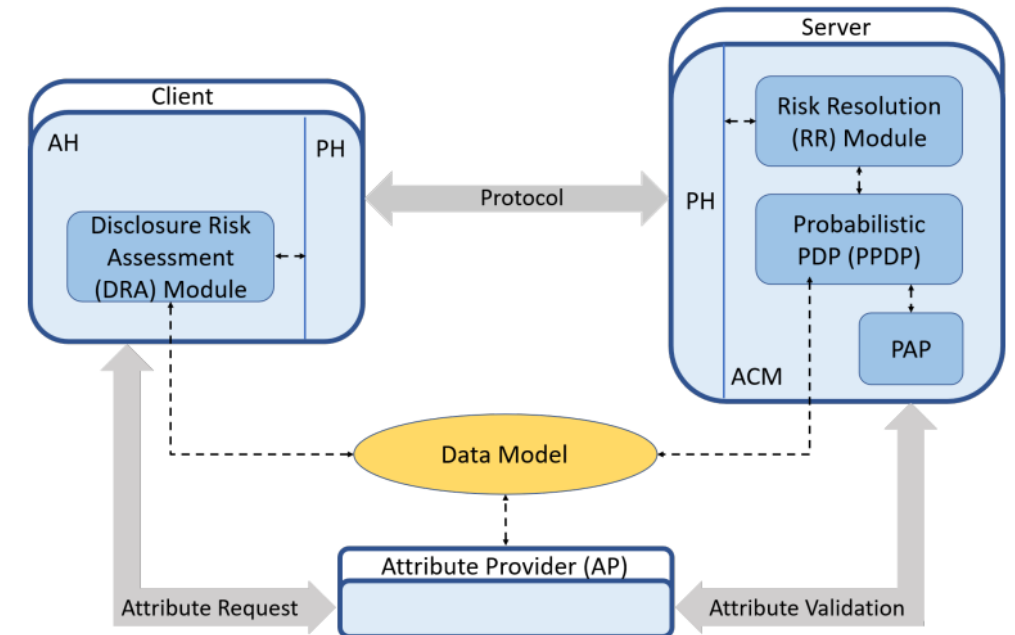 Server
Client
Risk Resolution
(RR) Module
AH
PH
Protocol
PH
Disclosure Risk
Assessment
(DRA) Module
Probabilistic
PDP (PPDP)
PAP
ACM
Data Model
Attribute Provider (AP)
Attribute Request
Attribute Validation